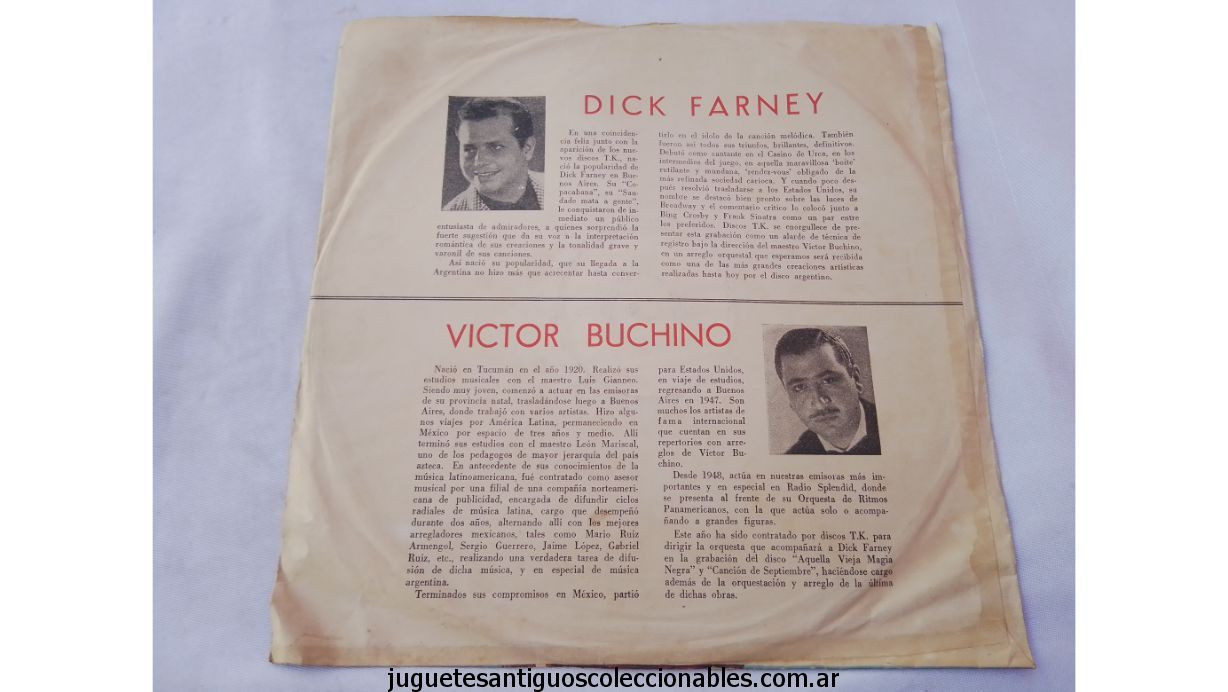 DICK FARNEY
En una coinciden-
cia feliz junto con la
aparición de los nue-
vos discos T.K., na-
ció la popularidad de
Dick Farney en Bue-
nos Aires. Su "Co-
pacabana", su "Sau-
dade mata a gente",
le conquistaron de in-
mediato un público
entusiasta de admiradores, a quienes sorprendió la
fuerte sugestión que da su voz a la interpretación
romántica de sus creaciones y la tonalidad grave y
varonil de sus canciones.
Así nació su popularidad, que su llegada a la
Argentina no hizo más que acrecentar hasta conver-
tirlo en el ídolo de la canción melódica. También
fueron así todos sus triunfos, brillantes, definitivos.
Debutó como cantante en el Casino de Urca, en los
intermedios del juego, en aquella maravillosa 'boite'
rutilante y mundana, 'rendez-vous' obligado de la
más refinada sociedad carioca. Y cuando poco des-
pués resolvió trasladarse a los Estados Unidos, su
nombre se destacó bien pronto sobre las luces de
Broadway y el comentario crítico lo colocó junto a
Bing Crosby y Frank Sinatra como un par entre
los preferidos. Discos T.K. se enorgullece de pre-
sentar esta grabación como un alarde de técnica de
registro bajo la dirección del maestro Víctor Buchino,
en un arreglo orquestal que esperamos será recibida
como una de las más grandes creaciones artísticas
realizadas hasta hoy por el disco argentino.
VICTOR BUCHINO
Nació en Tucumán en el año 1920. Realizó sus
estudios musicales con el maestro Luis Gianneo.
Siendo muy joven, comenzó a actuar en las emisoras
de su provincia natal, trasladándose luego a Buenos
Aires, donde trabajó con varios artistas. Hizo algu-
nos viajes por América Latina, permaneciendo en
México por espacio de tres años y medio. Allí
terminó sus estudios con el maestro León Mariscal,
uno de los pedagogos de mayor jerarquía del país
azteca. En antecedente de sus conocimientos de la
música latinoamericana, fué contratado como asesor
musical por una filial de una compañía norteameri-
cana de publicidad, encargada de difundir ciclos
radiales de música latina, cargo que desempeñó
durante dos años, alternando allí con los mejores
arregladores mexicanos, tales como Mario Ruiz
Armengol, Sergio Guerrero, Jaime López, Gabriel
Ruiz, etc., realizando una verdadera tarea de difu-
sión de dicha música, y en especial de música
argentina.
Terminados sus compromisos en México, partió
para Estados Unidos,
en viaje de estudios,
regresando a Buenos
Aires en 1947. Son
muchos los artistas de
fama internacional
que cuentan en sus
repertorios con arre-
glos de Víctor Bu-
chino.
Desde 1948, actúa en nuestras emisoras más im-
portantes y en especial en Radio Splendid, donde
se presenta al frente de su Orquesta de Ritmos
Panamericanos, con la que actúa solo o acompa-
ñando a grandes figuras.
Este año ha sido contratado por discos T.K. para
dirigir la orquesta que acompañará a Dick Farney
en la grabación del disco "Aquella Vieja Magia
Negra" y "Canción de Septiembre", haciéndose cargo
además de la orquestación y arreglo de la última
de dichas obras.
juguetesantiguoscoleccionables.com.ar